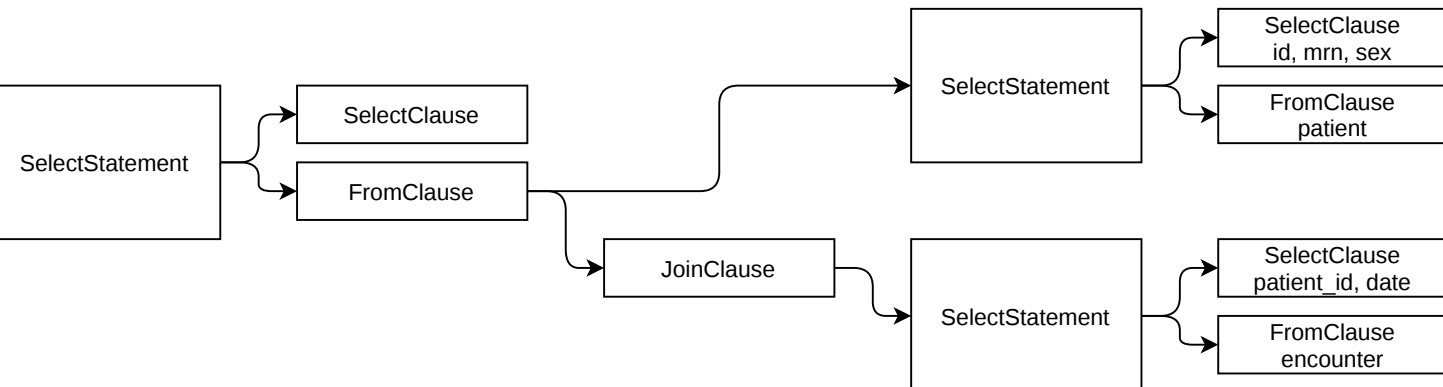 SelectStatement
SelectClause
FromClause
JoinClause
SelectStatement
SelectClause
id, mrn, sex
FromClause
patient
SelectStatement
SelectClause
patient_id, date
FromClause
encounter